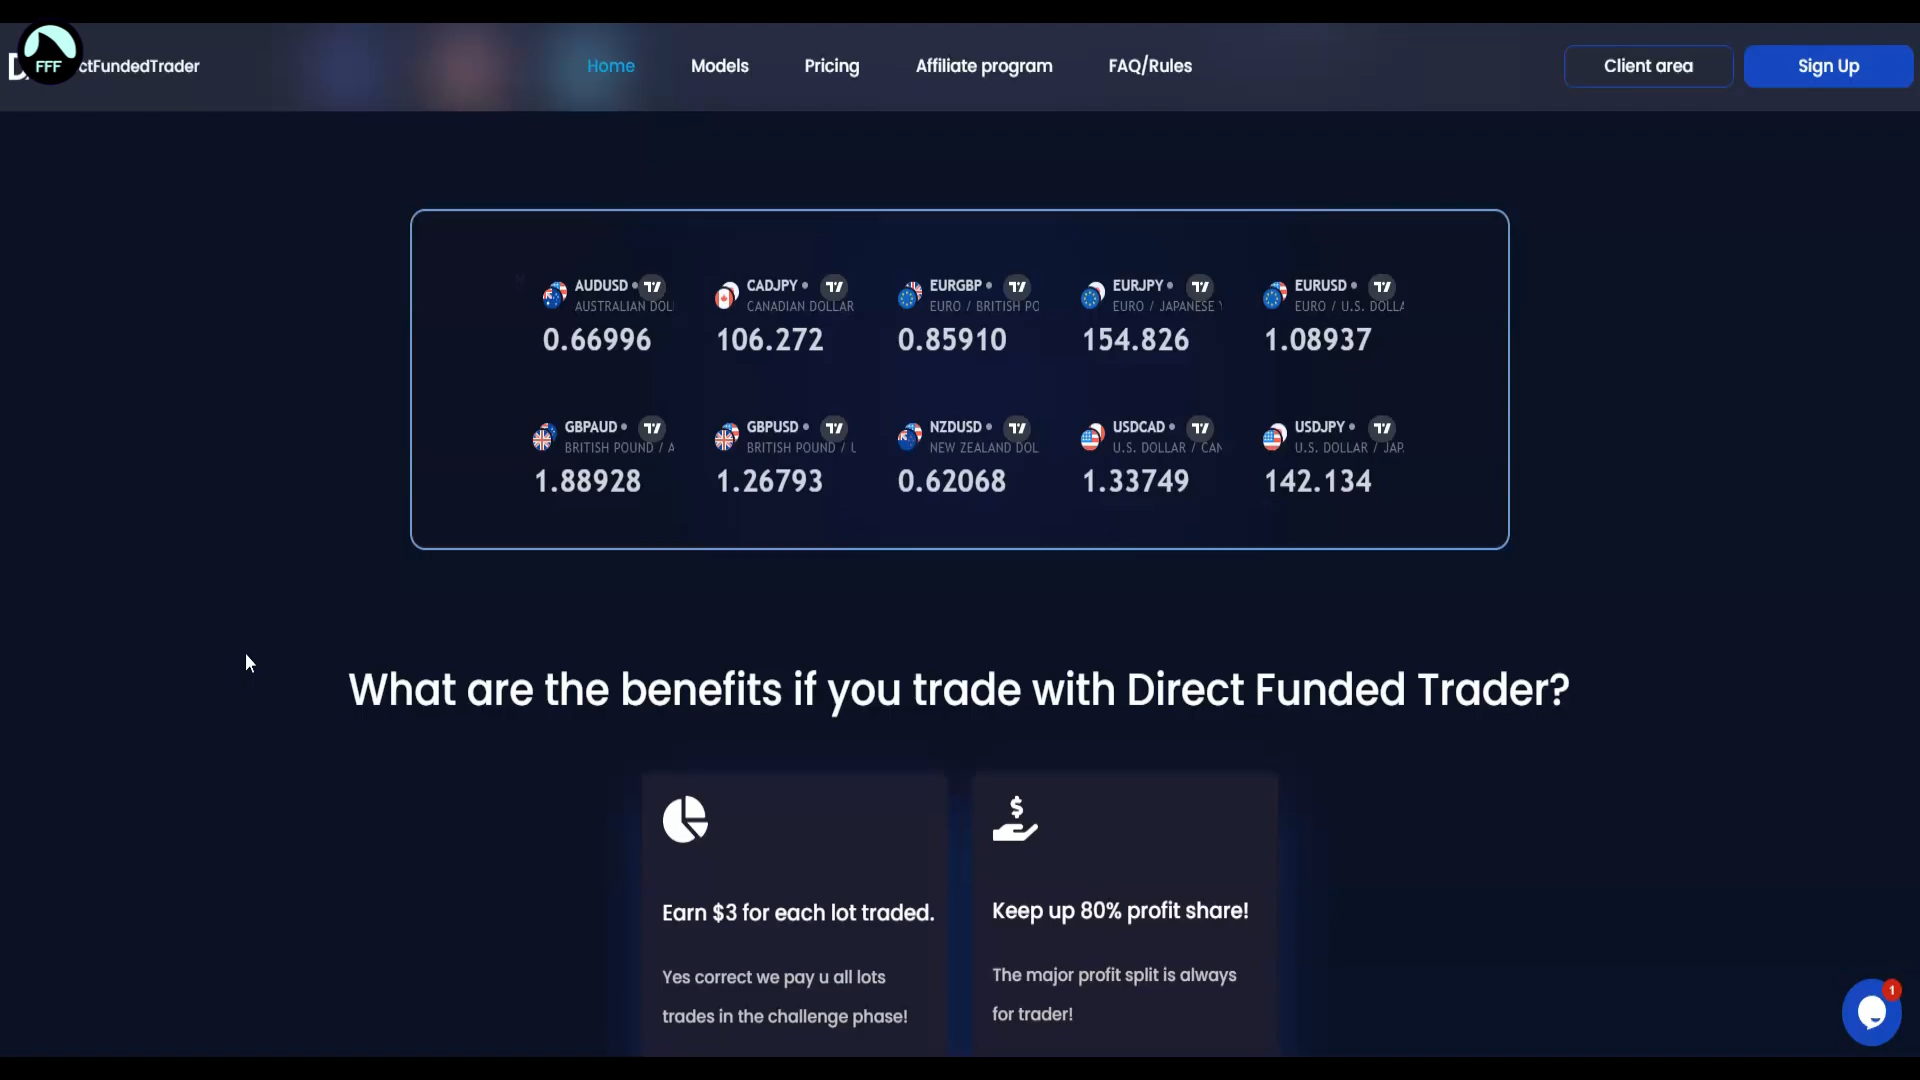 FFF
ctFundedTrader
Home
Models
Pricing
Affiliate program
FAQ/Rules
Client area
Sign Up
AUDUSD
AUSTRALIAN DOL
0.66996
CADJPY
CANADIAN DOLLAR
106.272
EURGBP
EURO / BRITISH PO
0.85910
EURJPY
EURO / JAPANESE
154.826
EURUSD
EURO / U.S. DOLLA
1.08937
GBPAUD
BRITISH POUND / A
1.88928
GBPUSD
BRITISH POUND /
1.26793
NZDUSD
NEW ZEALAND DOL
0.62068
USDCAD
U.S. DOLLAR / CAN
1.33749
USDJPY
U.S. DOLLAR / JAP
142.134
What are the benefits if you trade with Direct Funded Trader?
Earn $3 for each lot traded.
Yes correct we pay u all lots
trades in the challenge phase!
Keep up 80% profit share!
The major profit split is always
for trader!
1